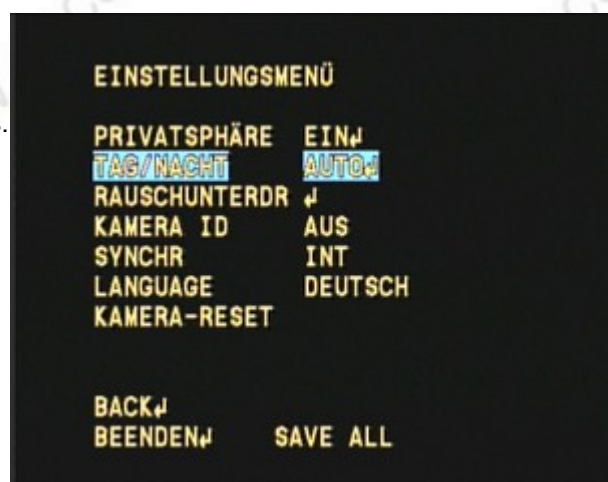 EINSTELLUNGSMENÜ
PRIVATSPHÄRE EIN↲
TAG/NACHT AUTO↲
RAUSCHUNTERDR ↲
KAMERA ID AUS
SYNCHR INT
LANGUAGE DEUTSCH
KAMERA-RESET
BACK↲
BEENDEN↲ SAVE ALL